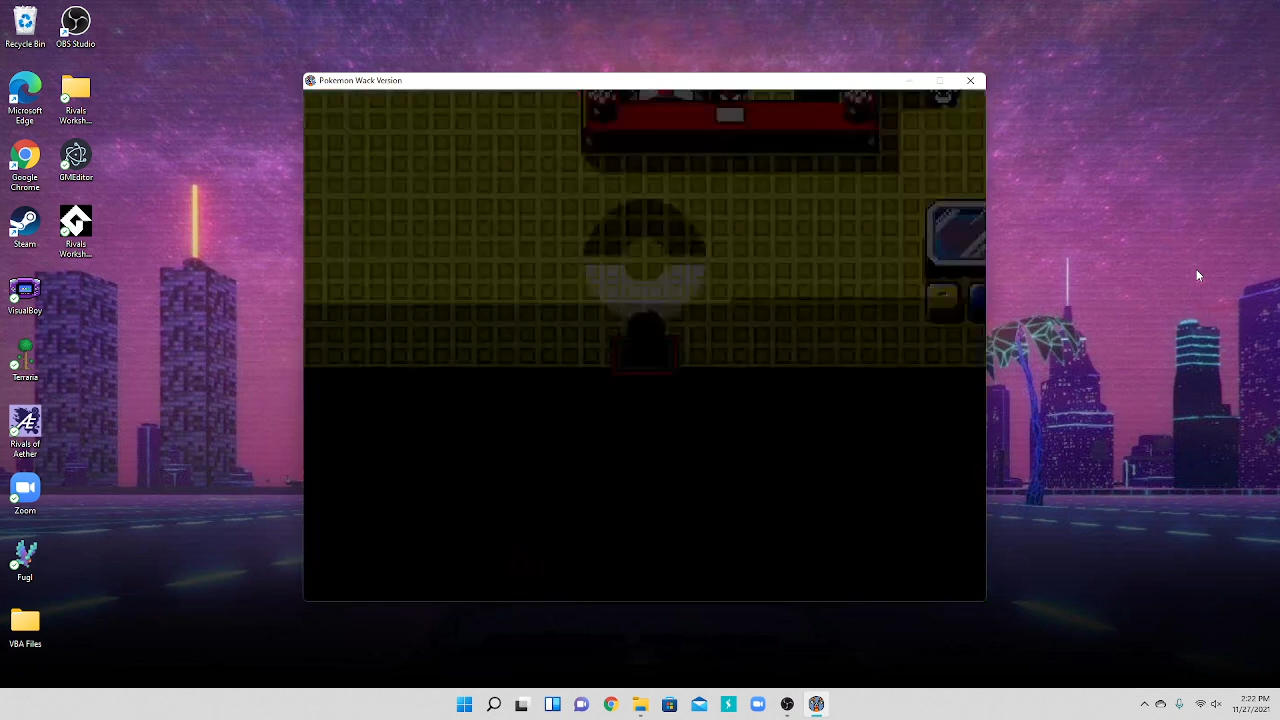 Recycle Bin
OBS Studio
Pokemon Wack Version
Microsoft
Edge
Rivals
Worksh...
Google
Chrome
GMEditor
Steam
Rivals
Worksh...
VisualBoy
Terraria
Rivals of
Aether
Zoom
Fugl
VBA Files
2:22 PM
11/27/2021